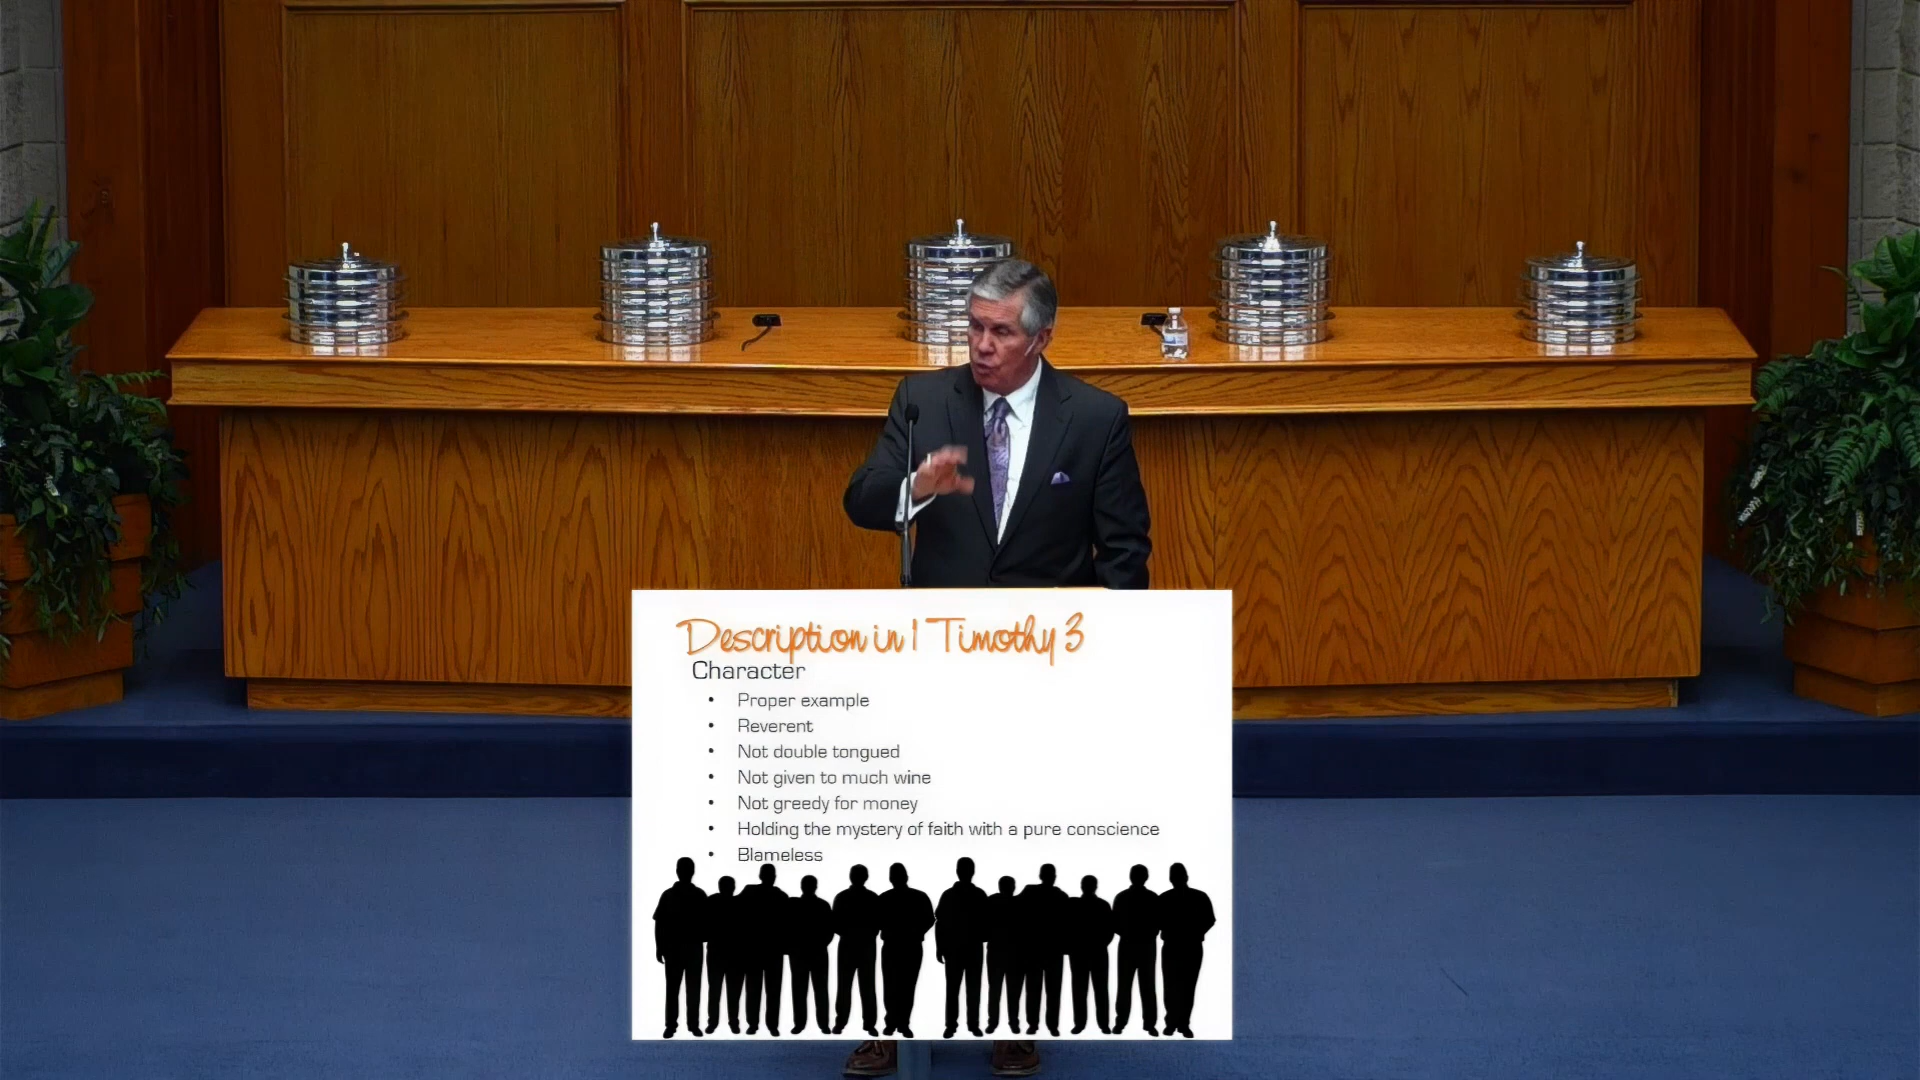 Description in 1 Timothy 3
Character
• Proper example
• Reverent
• Not double tongued
• Not given to much wine
• Not greedy for money
• Holding the mystery of faith with a pure conscience
• Blameless